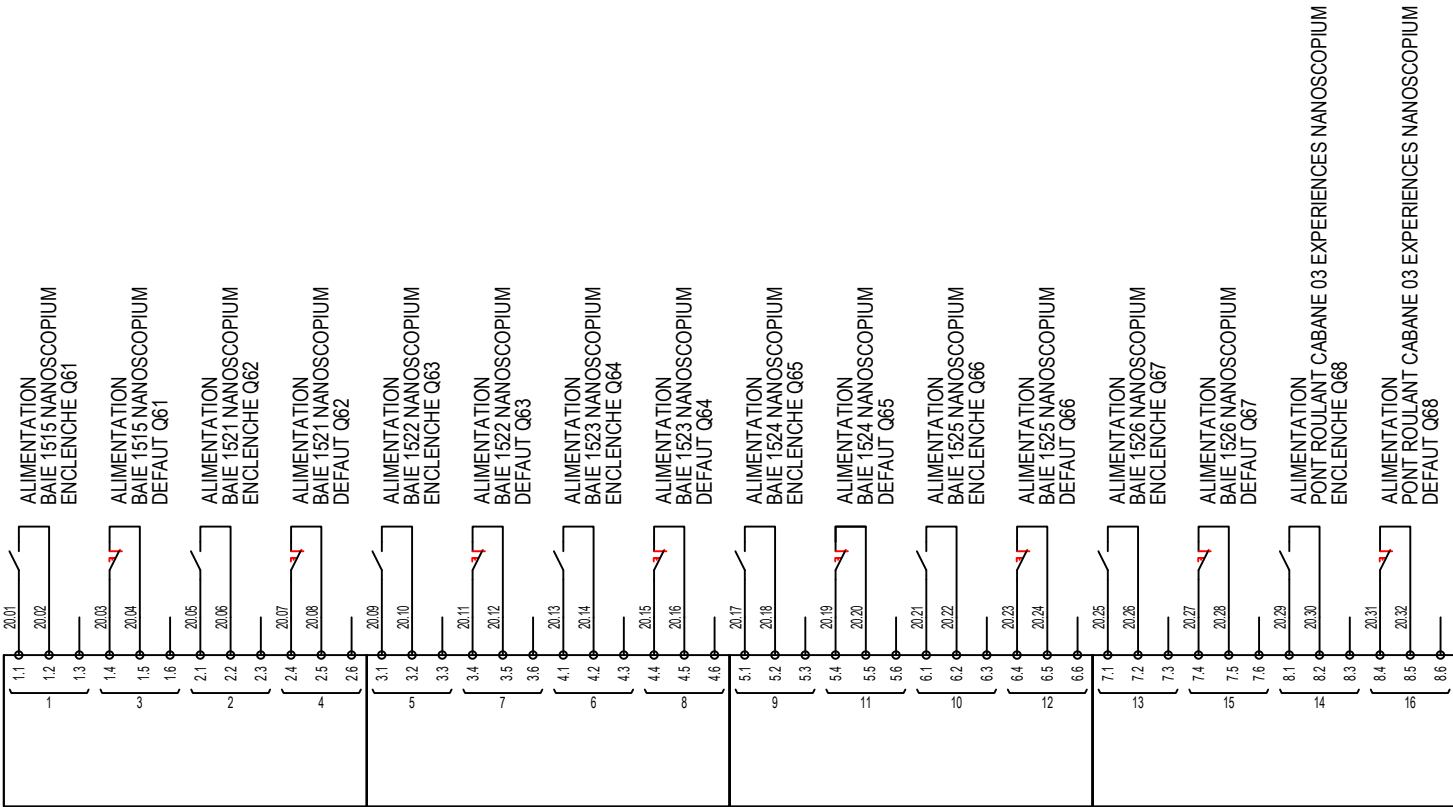 ALIMENTATION
BAIE 1515 NANOSCOPIUM
ENCLENCHE Q61
ALIMENTATION
BAIE 1515 NANOSCOPIUM
DEFAUT Q61
ALIMENTATION
BAIE 1521 NANOSCOPIUM
ENCLENCHE Q62
ALIMENTATION
BAIE 1521 NANOSCOPIUM
DEFAUT Q62
ALIMENTATION
BAIE 1522 NANOSCOPIUM
ENCLENCHE Q63
ALIMENTATION
BAIE 1522 NANOSCOPIUM
DEFAUT Q63
ALIMENTATION
BAIE 1523 NANOSCOPIUM
ENCLENCHE Q64
ALIMENTATION
BAIE 1523 NANOSCOPIUM
DEFAUT Q64
ALIMENTATION
BAIE 1524 NANOSCOPIUM
ENCLENCHE Q65
ALIMENTATION
BAIE 1524 NANOSCOPIUM
DEFAUT Q65
ALIMENTATION
BAIE 1525 NANOSCOPIUM
ENCLENCHE Q66
ALIMENTATION
BAIE 1525 NANOSCOPIUM
DEFAUT Q66
ALIMENTATION
BAIE 1526 NANOSCOPIUM
ENCLENCHE Q67
ALIMENTATION
BAIE 1526 NANOSCOPIUM
DEFAUT Q67
ALIMENTATION
PONT ROULANT CABANE 03 EXPERIENCES NANOSCOPIUM
ENCLENCHE Q68
ALIMENTATION
PONT ROULANT CABANE 03 EXPERIENCES NANOSCOPIUM
DEFAUT Q68
20.01 20.02 20.03 20.04 20.05 20.06 20.07 20.08 20.09 20.10 20.11 20.12 20.13 20.14 20.15 20.16 20.17 20.18 20.19 20.20 20.21 20.22 20.23 20.24 20.25 20.26 20.27 20.28 20.29 20.30 20.31 20.32
1.1 1.2 1.3 1.4 1.5 1.6 2.1 2.2 2.3 2.4 2.5 2.6 3.1 3.2 3.3 3.4 3.5 3.6 4.1 4.2 4.3 4.4 4.5 4.6 5.1 5.2 5.3 5.4 5.5 5.6 6.1 6.2 6.3 6.4 6.5 6.6 7.1 7.2 7.3 7.4 7.5 7.6 8.1 8.2 8.3 8.4 8.5 8.6
1 3 2 4 5 7 6 8 9 11 10 12 13 15 14 16